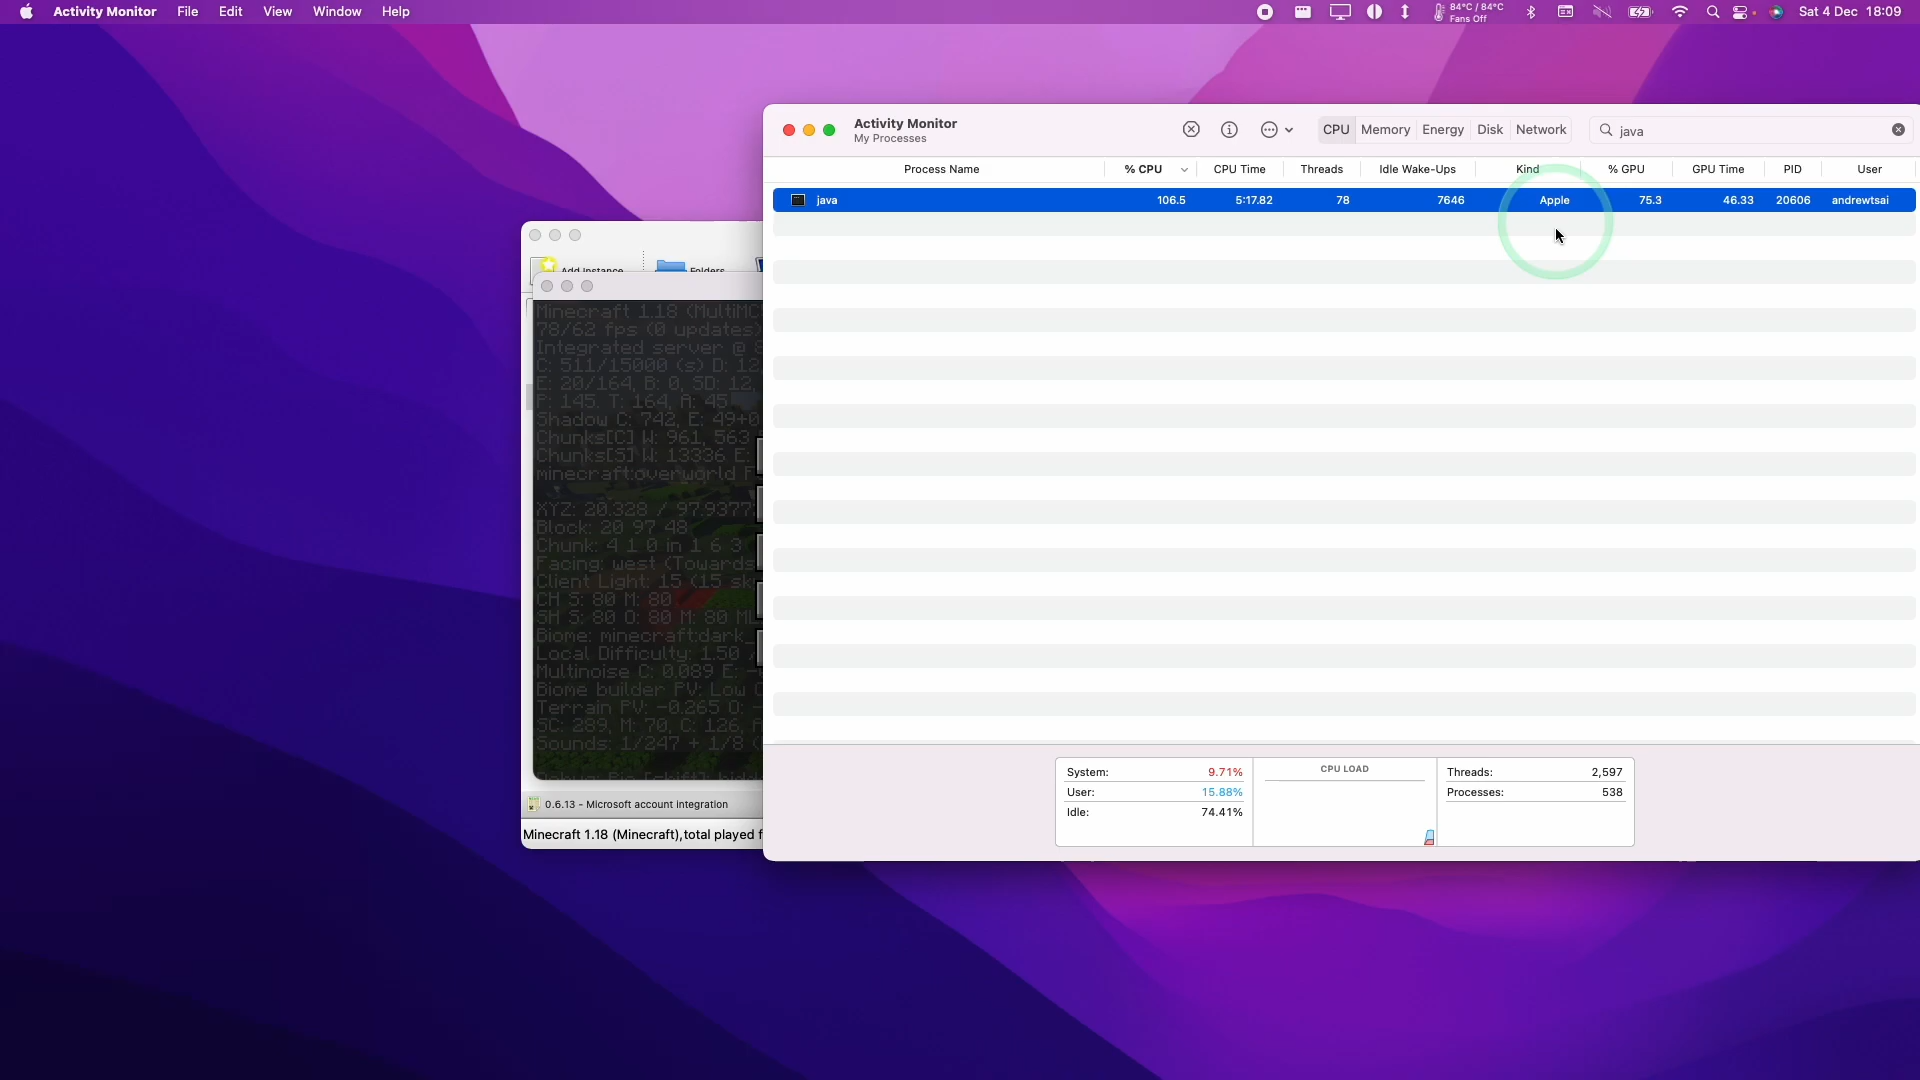 Activity Monitor File Edit View Window Help
84°C / 84°C
Fans Off
Sat 4 Dec 18:09
Activity Monitor
My Processes
CPU Memory Energy Disk Network
java
Process Name % CPU CPU Time Threads Idle Wake-Ups Kind % GPU GPU Time PID User
java 106.5 5:17.82 78 7646 Apple 75.3 46.33 20606 andrewtsai
Add Instance Folders
Minecraft 1.18 (MultiMC
78/62 fps (0 updates)
Integrated server @
C: 511/15000 (s) D: 12,
E: 20/164, B: 0, SD: 12,
P: 145. T: 164, A: 45
Shadow C: 742, E: 49+0
Chunks[C] W: 961, 563
Chunks[S] W: 13336 E:
minecraft:overworld F
XYZ: 20.328 / 97.9377
Block: 20 97 48
Chunk: 4 1 0 in 1 6 3
Facing: west (Towards
Client Light: 15 (15 sk
CH S: 80 M: 80
SH S: 80 O: 80 M: 80 ML
Biome: minecraft:dark_
Local Difficulty: 1.50 /
Multinoise C: 0.089 E: -
Biome builder PV: Low C
Terrain PV: -0.265 O: -
SC: 289, M: 70, C: 126,
Sounds: 1/247 + 1/8
0.6.13 - Microsoft account integration
Minecraft 1.18 (Minecraft), total played f
System: 9.71%
User: 15.88%
Idle: 74.41%
CPU LOAD
Threads: 2,597
Processes: 538